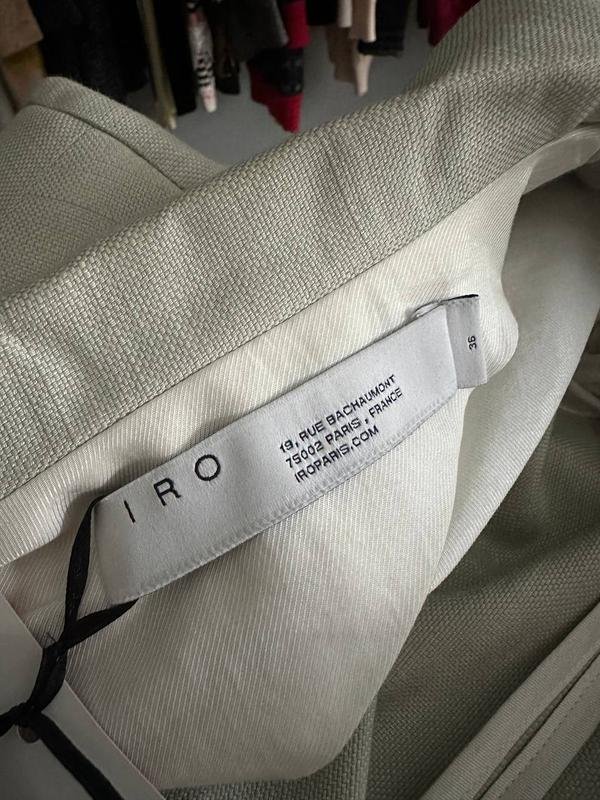 IRO
19, RUE BACHAUMONT
75002 PARIS, FRANCE
IROPARIS.COM
36